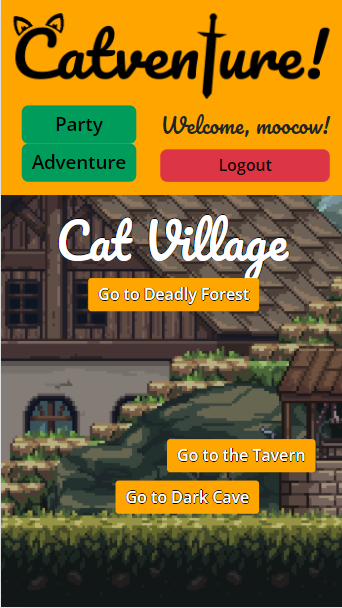 Catventure!
Party
Welcome, moocow!
Adventure
Logout
Cat Village
Go to Deadly Forest
Go to the Tavern
Go to Dark Cave